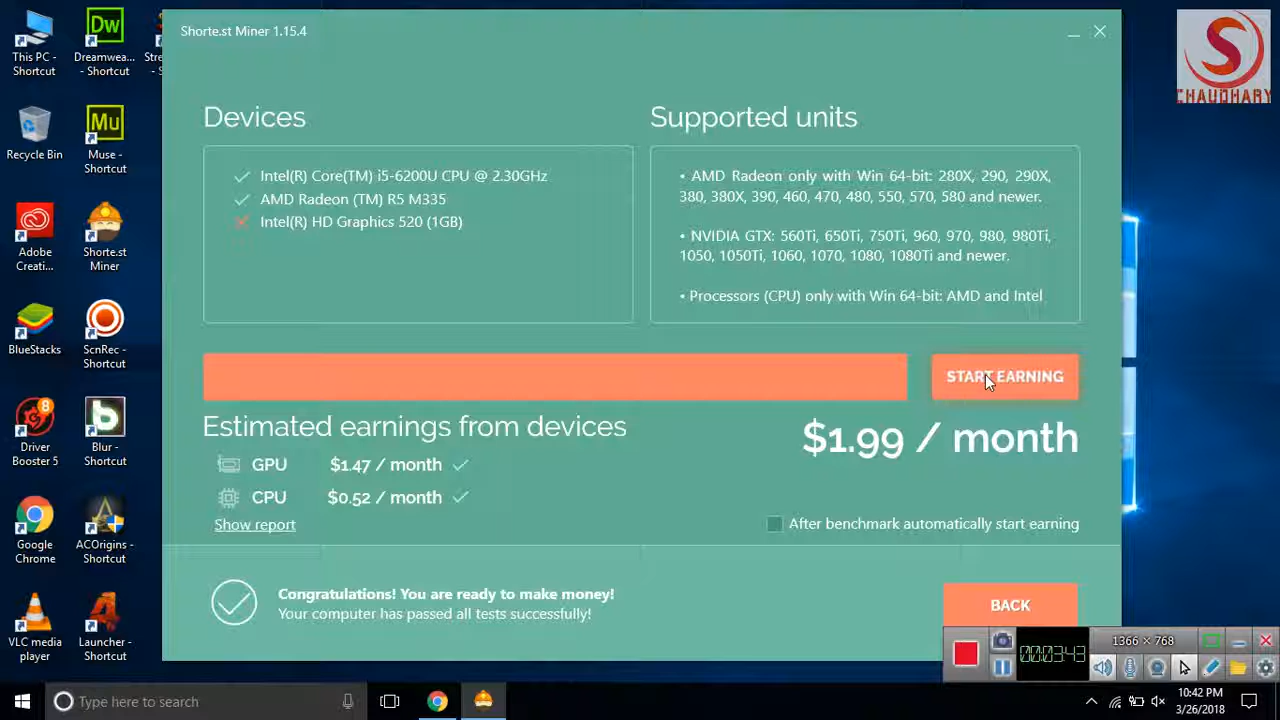 Shorte.st Miner 1.15.4
CHAUDHARY
This PC -
Shortcut
Dw
Dreamwea...
- Shortcut
Stre
- S
Recycle Bin
Mu
Muse -
Shortcut
Adobe
Creati...
Shorte.st
Miner
BlueStacks
ScnRec -
Shortcut
8
Driver
Booster 5
b
Blur -
Shortcut
Google
Chrome
ACOrigins -
Shortcut
VLC media
player
Launcher -
Shortcut
Devices
Intel(R) Core(TM) i5-6200U CPU @ 2.30GHz
AMD Radeon (TM) R5 M335
Intel(R) HD Graphics 520 (1GB)
Supported units
• AMD Radeon only with Win 64-bit: 280X, 290, 290X,
380, 380X, 390, 460, 470, 480, 550, 570, 580 and newer.
• NVIDIA GTX: 560Ti, 650Ti, 750Ti, 960, 970, 980, 980Ti,
1050, 1050Ti, 1060, 1070, 1080, 1080Ti and newer.
• Processors (CPU) only with Win 64-bit: AMD and Intel
START EARNING
Estimated earnings from devices
GPU $1.47 / month
CPU $0.52 / month
Show report
$1.99 / month
After benchmark automatically start earning
Congratulations! You are ready to make money!
Your computer has passed all tests successfully!
BACK
00:03:43
1366 × 768
Type here to search
10:42 PM
3/26/2018